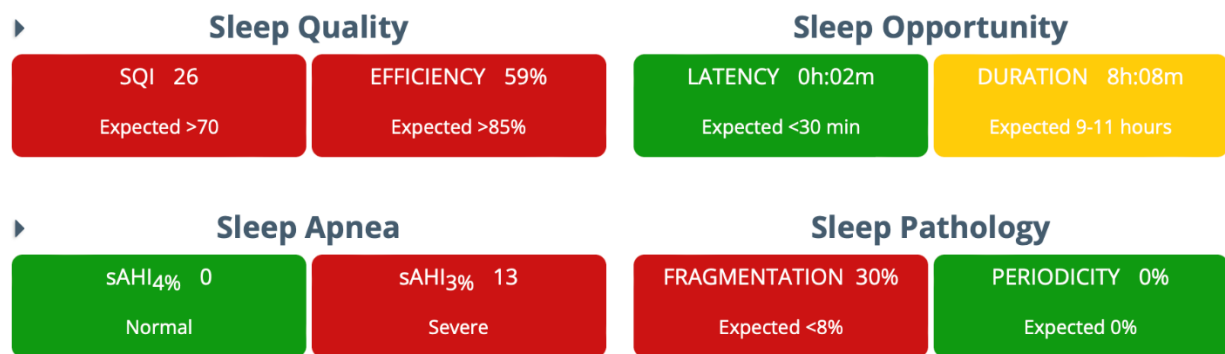 Sleep Quality
SQI 26
Expected >70
EFFICIENCY 59%
Expected >85%
Sleep Opportunity
LATENCY 0h:02m
Expected <30 min
DURATION 8h:08m
Expected 9-11 hours
Sleep Apnea
sAHI4% 0
Normal
sAHI3% 13
Severe
Sleep Pathology
FRAGMENTATION 30%
Expected <8%
PERIODICITY 0%
Expected 0%